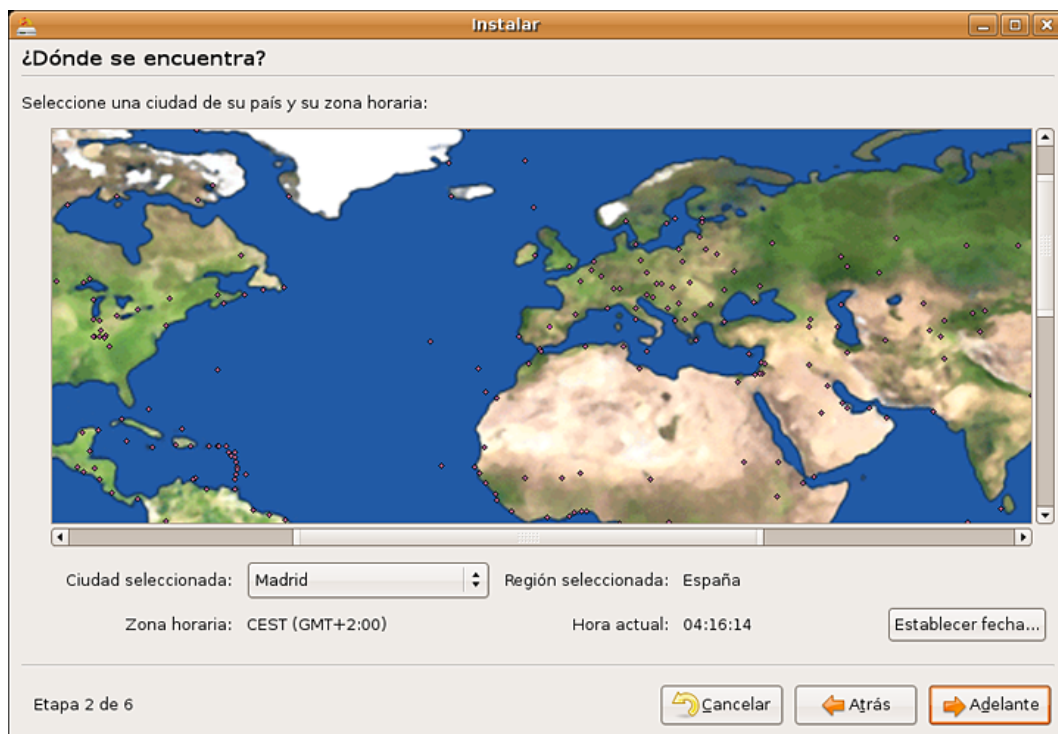 Instalar
¿Dónde se encuentra?
Seleccione una ciudad de su país y su zona horaria:
Ciudad seleccionada: Madrid Región seleccionada: España
Zona horaria: CEST (GMT+2:00) Hora actual: 04:16:14 Establecer fecha...
Etapa 2 de 6 Cancelar Atrás Adelante